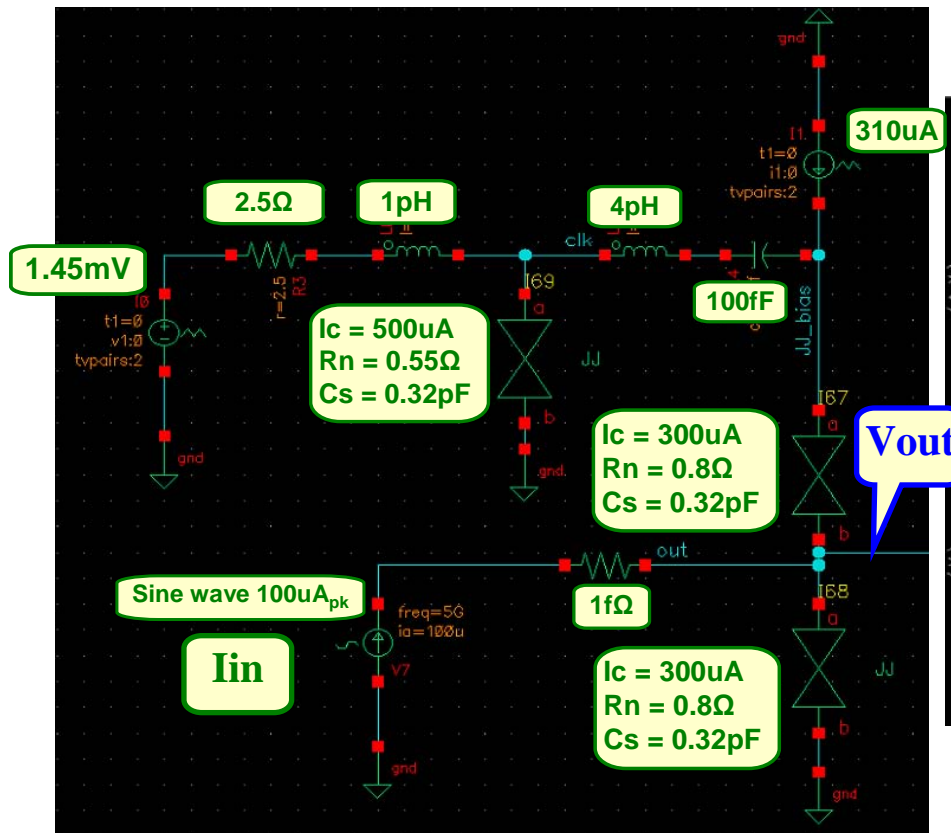 gnd
310uA
I1
t1=0
i1:0
tvpairs:2
2.5Ω
1pH
4pH
clk
1.45mV
I0
t1=0
v1:0
tvpairs:2
r=2.5
R3
I69
a
100fF
JJ_bias
Ic = 500uA
Rn = 0.55Ω
Cs = 0.32pF
JJ
b
gnd
gnd
I67
a
Ic = 300uA
Rn = 0.8Ω
Cs = 0.32pF
Vout
b
out
I68
Sine wave 100uApk
freq=5G
ia=100u
1fΩ
a
Iin
V7
Ic = 300uA
Rn = 0.8Ω
Cs = 0.32pF
JJ
b
gnd
gnd